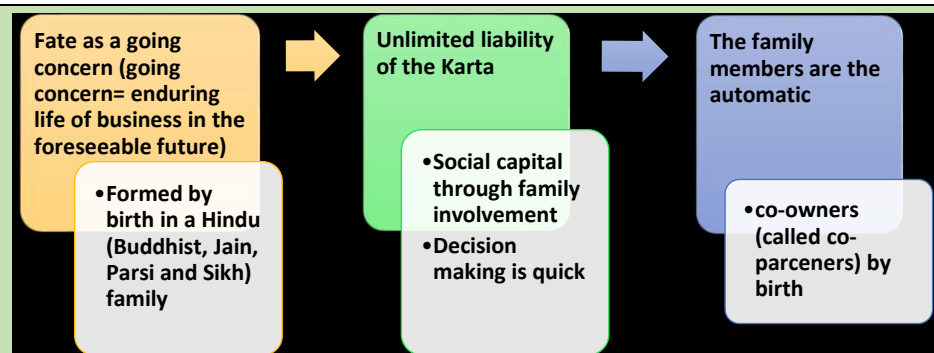 Fate as a going
concern (going
concern= enduring
life of business in the
foreseeable future)
•Formed by
birth in a Hindu
(Buddhist, Jain,
Parsi and Sikh)
family
Unlimited liability
of the Karta
•Social capital
through family
involvement
•Decision
making is quick
The family
members are the
automatic
•co-owners
(called co-
parceners) by
birth